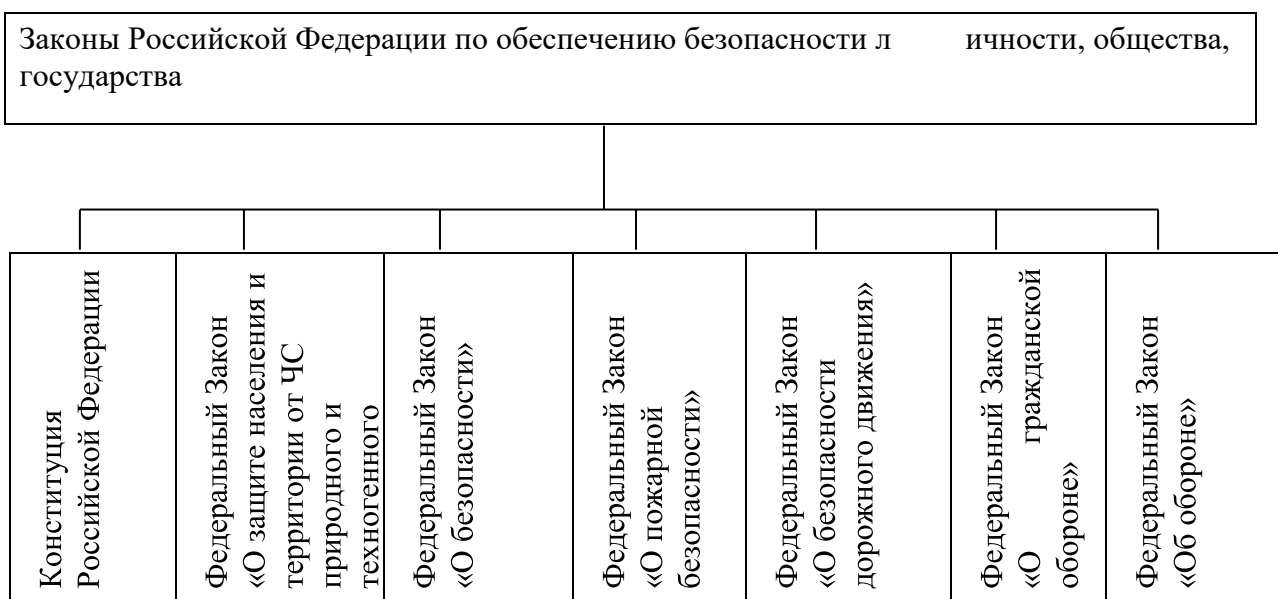 Законы Российской Федерации по обеспечению безопасности л ичности, общества,
государства
Конституция
Российской Федерации
Федеральный Закон
«О защите населения и
территории от ЧС
природного и
техногенного
Федеральный Закон
«О безопасности»
Федеральный Закон
«О пожарной
безопасности»
Федеральный Закон
«О безопасности
дорожного движения»
Федеральный Закон
«О гражданской
обороне»
Федеральный Закон
«Об обороне»